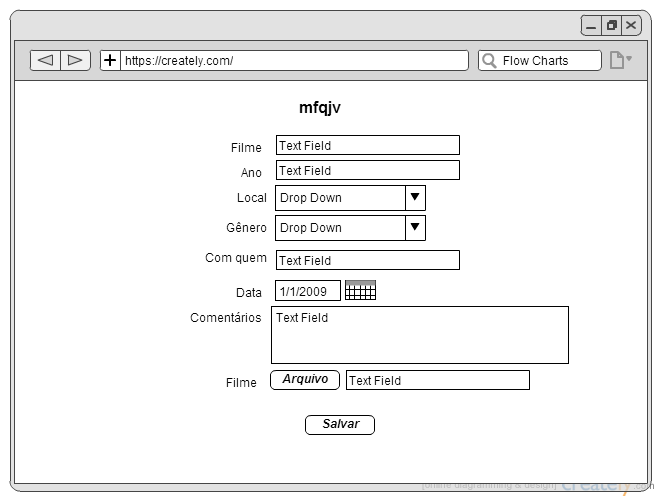 https://creately.com/ Flow Charts
mfqjv
Filme Text Field
Ano Text Field
Local Drop Down
Gênero Drop Down
Com quem Text Field
Data 1/1/2009
Comentários Text Field
Filme Arquivo Text Field
Salvar
[online diagramming & design] creately.com